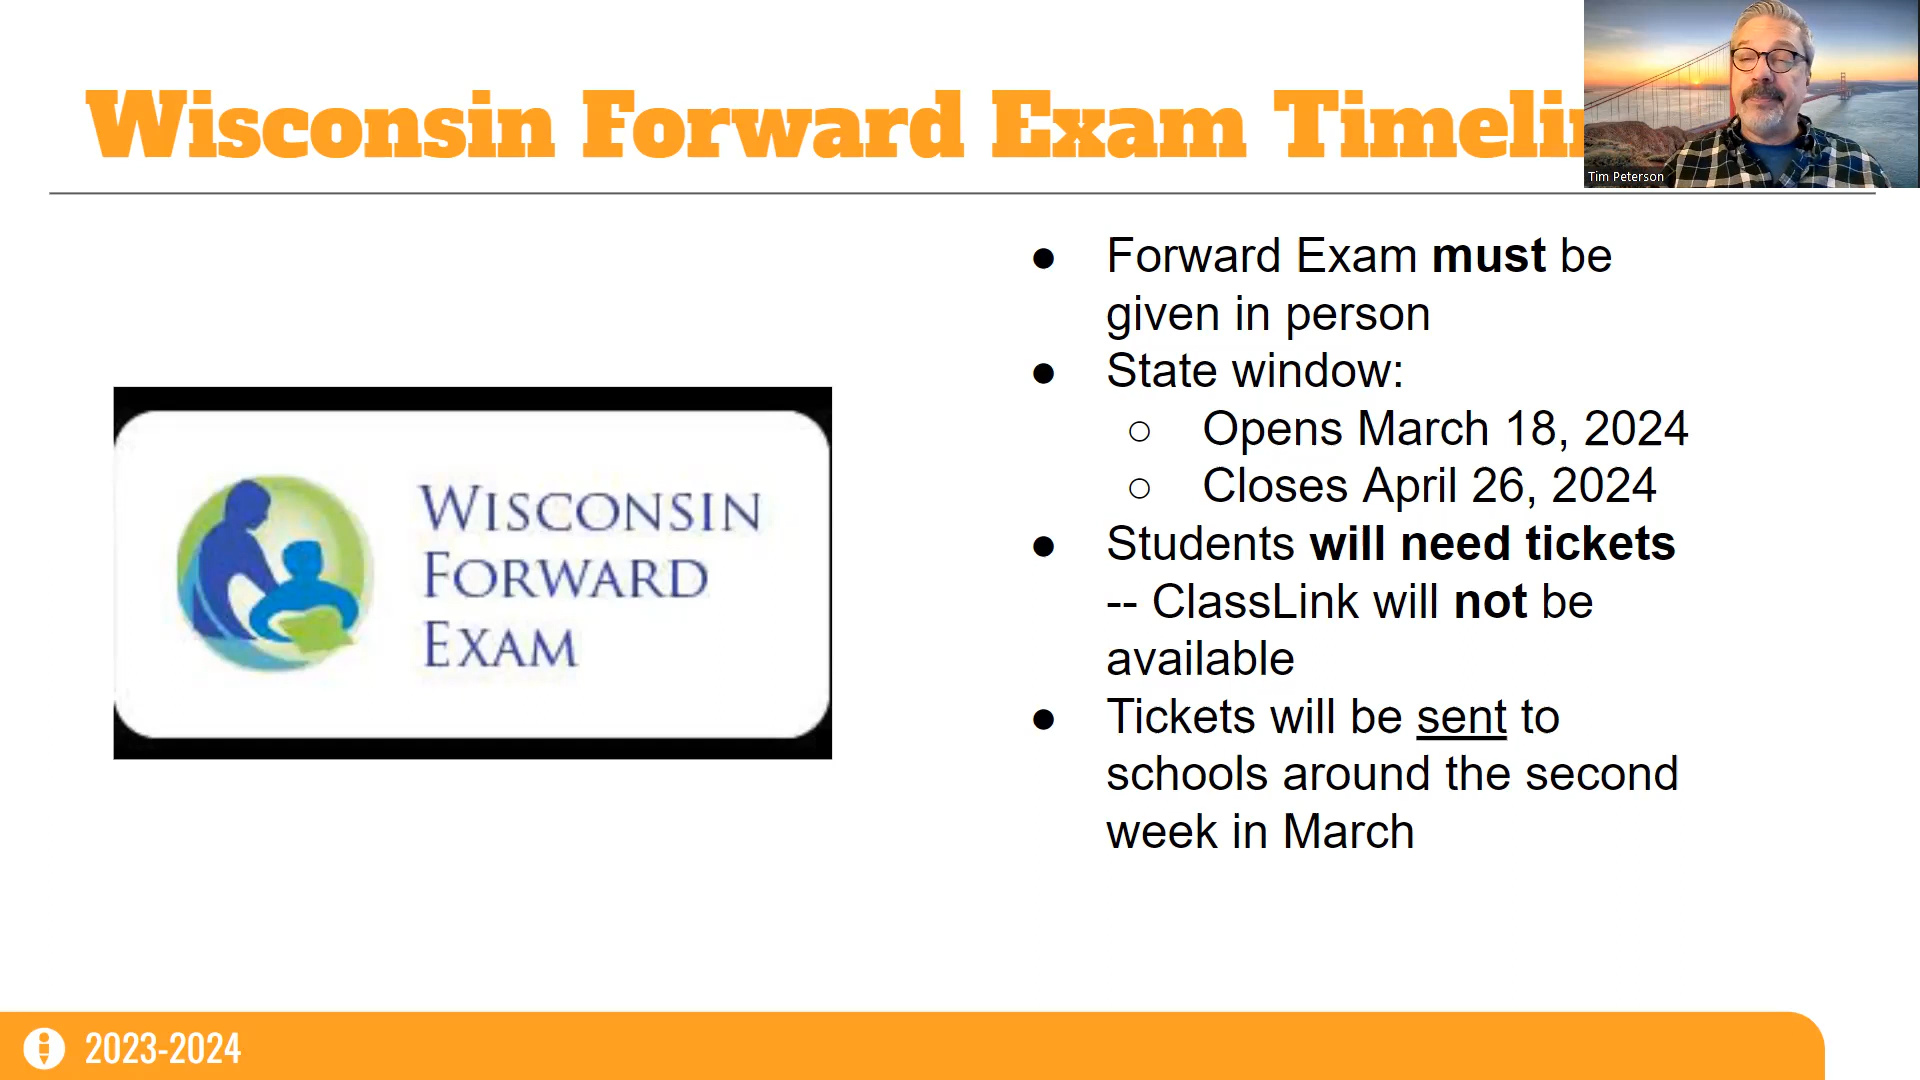 Wisconsin Forward Exam Timelin
Tim Peterson
WISCONSIN
FORWARD
EXAM
● Forward Exam must be
given in person
● State window:
○ Opens March 18, 2024
○ Closes April 26, 2024
● Students will need tickets
-- ClassLink will not be
available
● Tickets will be sent to
schools around the second
week in March
2023-2024